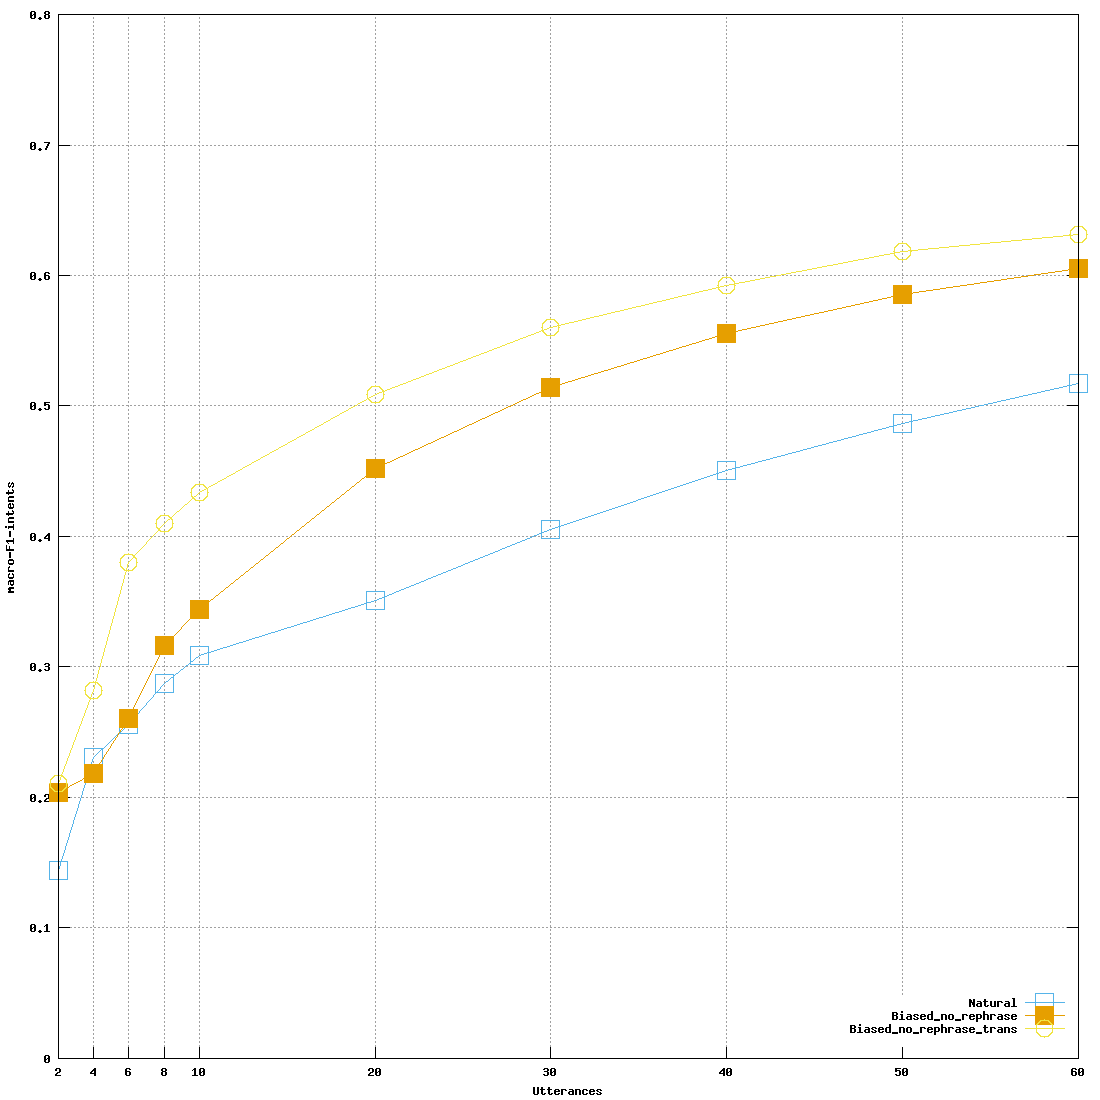 0.8
0.7
0.6
0.5
0.4
0.3
0.2
0.1
0
macro-F1-intents
Natural
Biased_no_rephrase
Biased_no_rephrase_trans
2 4 6 8 10 20 30 40 50 60
Utterances